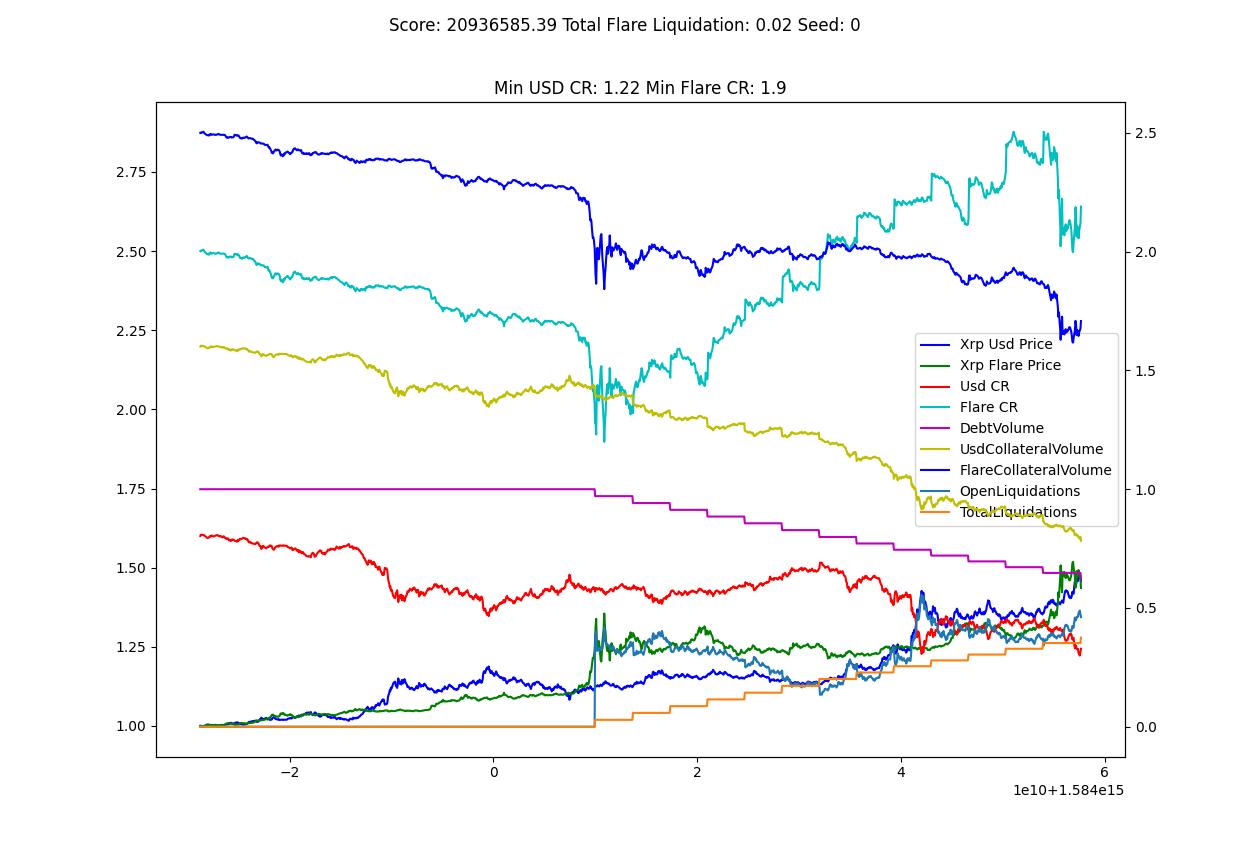 Score: 20936585.39 Total Flare Liquidation: 0.02 Seed: 0
Min USD CR: 1.22 Min Flare CR: 1.9
2.75
2.50
2.25
2.00
1.75
1.50
1.25
1.00
2.5
2.0
1.5
1.0
0.5
0.0
Xrp Usd Price
Xrp Flare Price
Usd CR
Flare CR
DebtVolume
UsdCollateralVolume
FlareCollateralVolume
OpenLiquidations
TotalLiquidations
−2
0
2
4
6
1e10+1.584e15